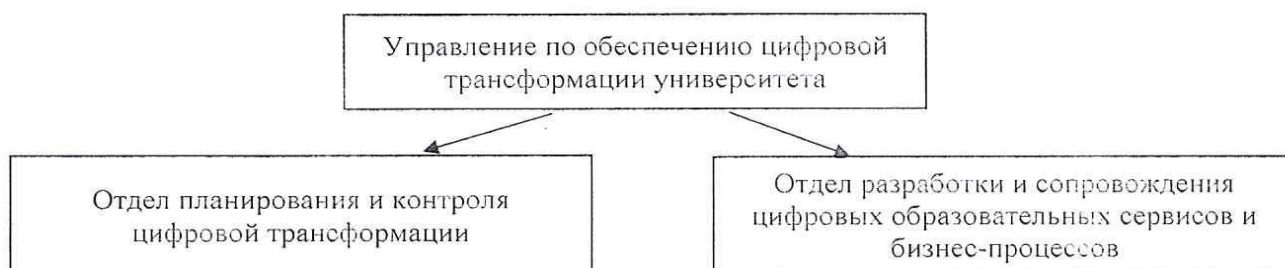 Управление по обеспечению цифровой
трансформации университета
Отдел планирования и контроля
цифровой трансформации
Отдел разработки и сопровождения
цифровых образовательных сервисов и
бизнес-процессов